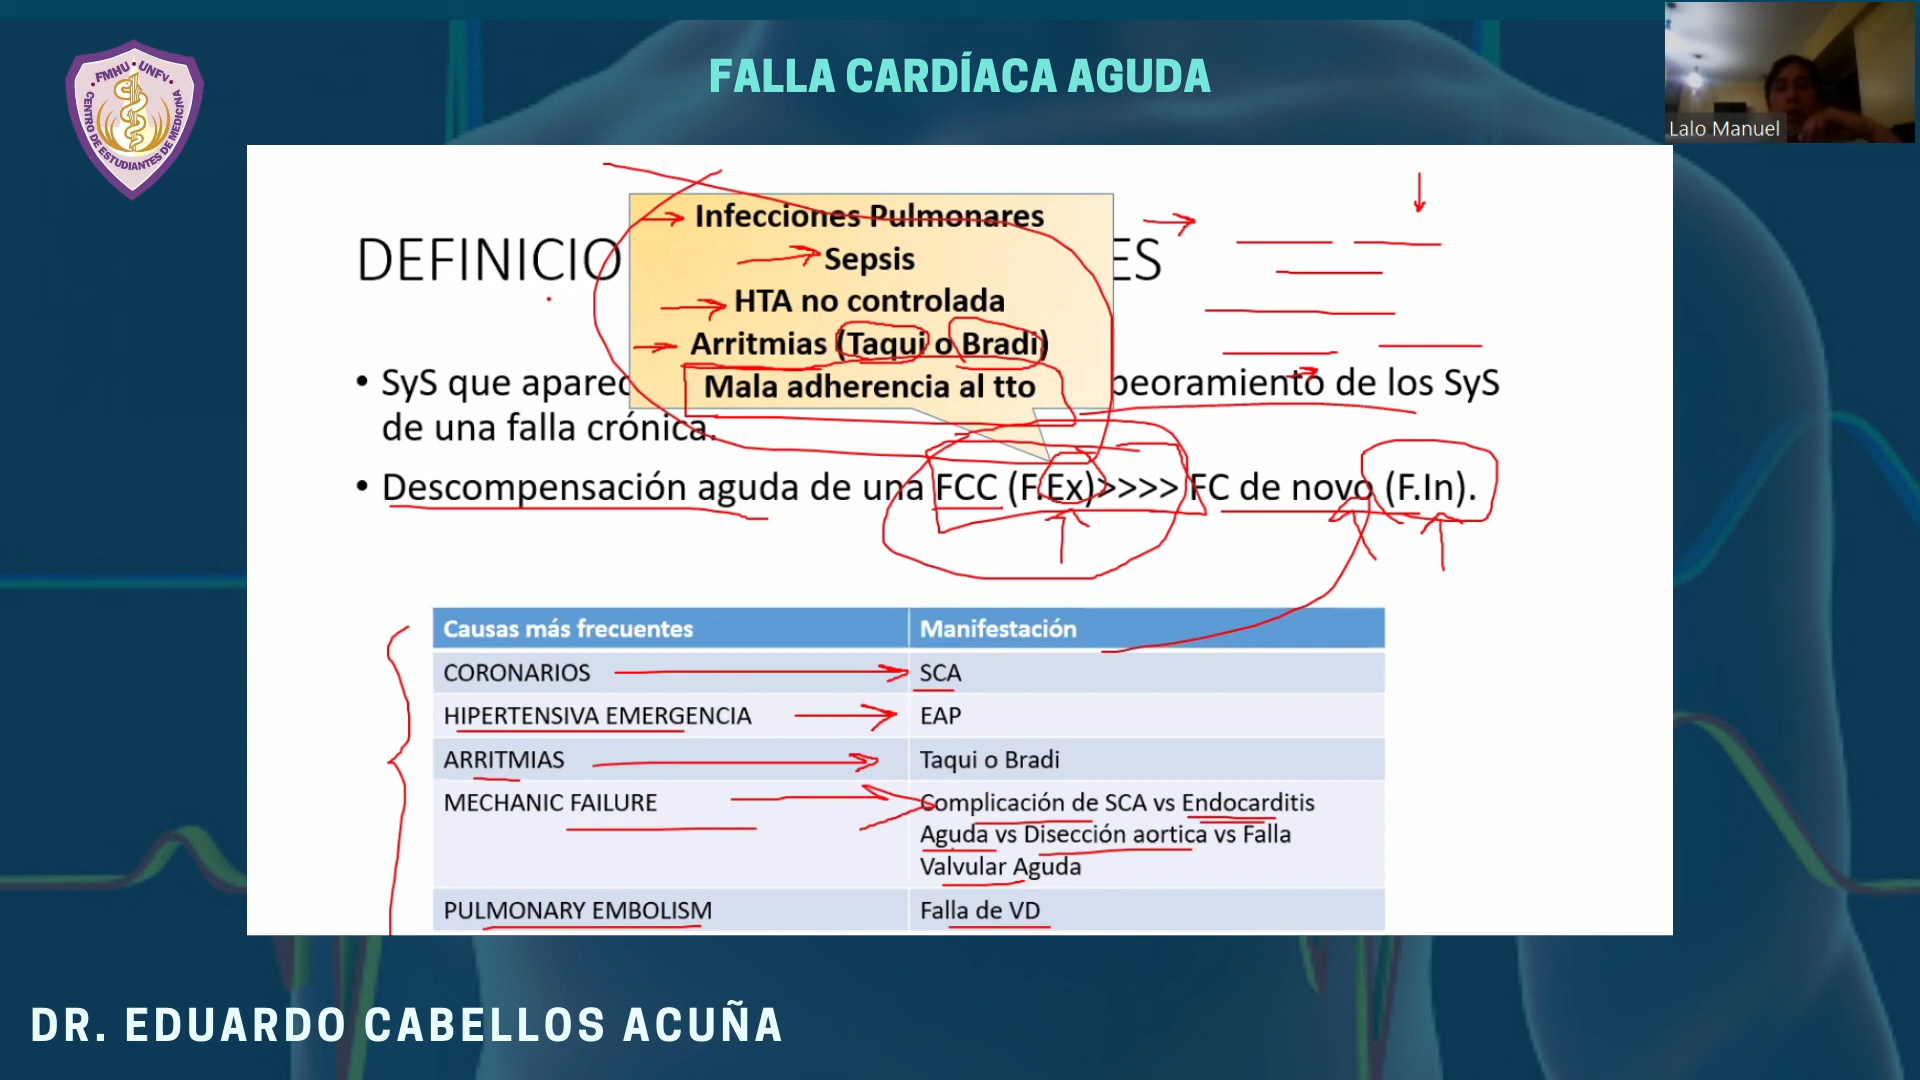 FMHU • UNFV
CENTRO DE ESTUDIANTES DE MEDICINA
FALLA CARDÍACA AGUDA
Lalo Manuel
Infecciones Pulmonares
Sepsis
HTA no controlada
Arritmias (Taqui o Bradi)
Mala adherencia al tto
DEFINICIO ES
• SyS que aparec peoramiento de los SyS
de una falla crónica.
• Descompensación aguda de una FCC (F.Ex)>>>> FC de novo (F.In).
Causas más frecuentes Manifestación
CORONARIOS SCA
HIPERTENSIVA EMERGENCIA EAP
ARRITMIAS Taqui o Bradi
MECHANIC FAILURE Complicación de SCA vs Endocarditis
Aguda vs Disección aortica vs Falla
Valvular Aguda
PULMONARY EMBOLISM Falla de VD
DR. EDUARDO CABELLOS ACUÑA